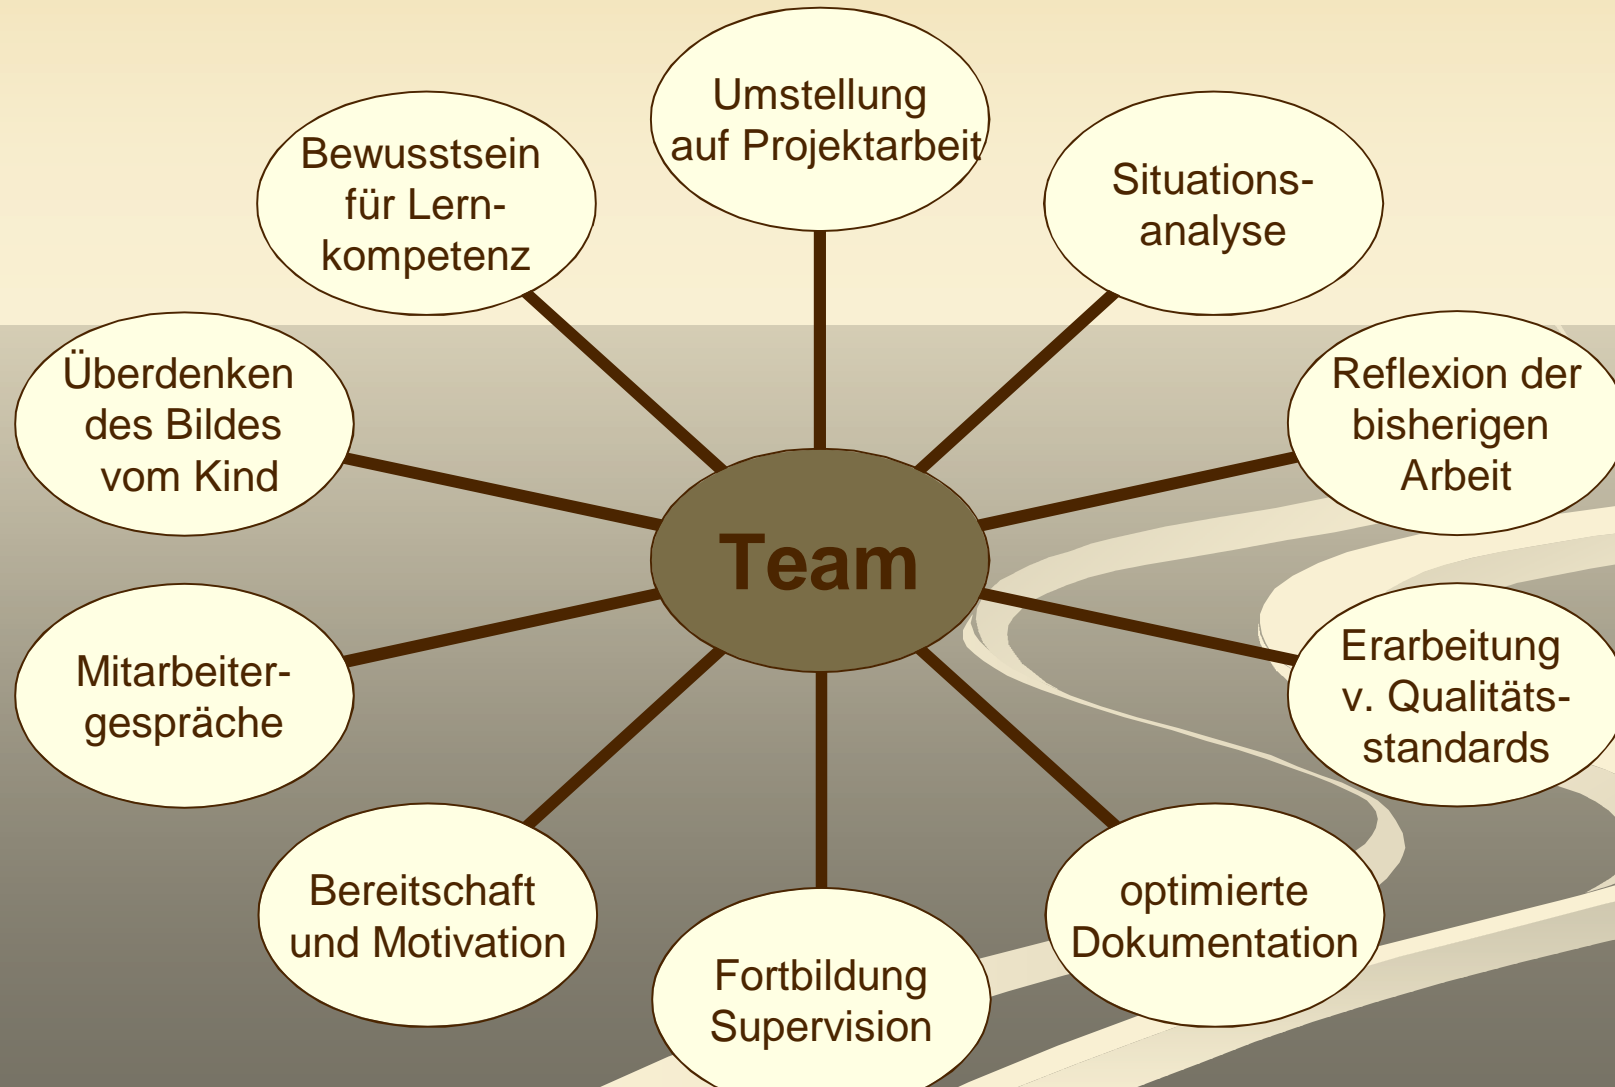 Umstellung
auf Projektarbeit
Situations-
analyse
Reflexion der
bisherigen
Arbeit
Erarbeitung
v. Qualitäts-
standards
optimierte
Dokumentation
Fortbildung
Supervision
Bereitschaft
und Motivation
Mitarbeiter-
gespräche
Überdenken
des Bildes
vom Kind
Bewusstsein
für Lern-
kompetenz
Team